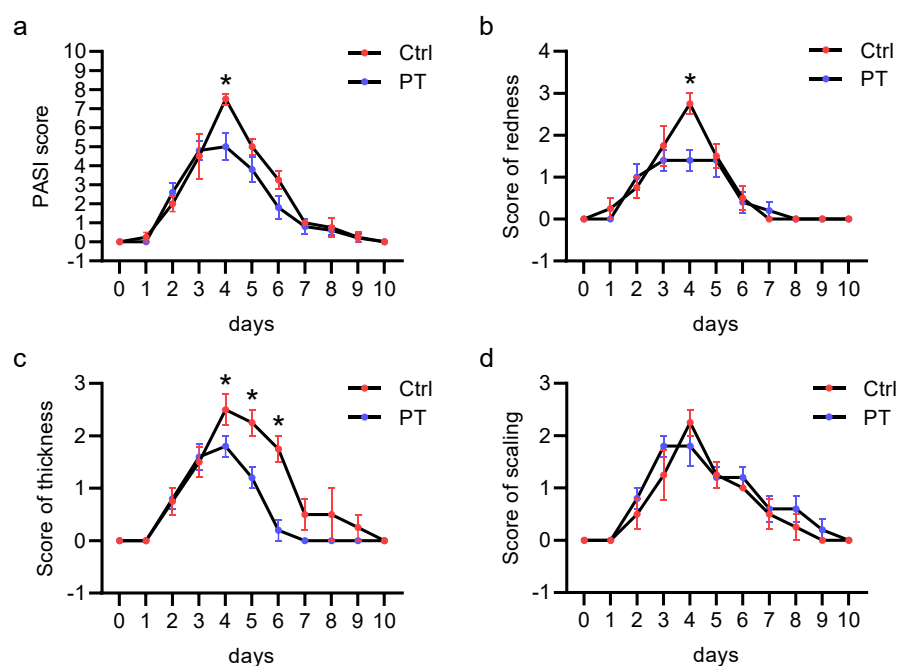 a
PASI score
10
9
8
7
6
5
4
3
2
1
0
-1
*
Ctrl
PT
0 1 2 3 4 5 6 7 8 9 10
days
b
Score of redness
4
3
2
1
0
-1
*
Ctrl
PT
0 1 2 3 4 5 6 7 8 9 10
days
c
Score of thickness
3
2
1
0
-1
* * *
Ctrl
PT
0 1 2 3 4 5 6 7 8 9 10
days
d
Score of scaling
3
2
1
0
-1
Ctrl
PT
0 1 2 3 4 5 6 7 8 9 10
days